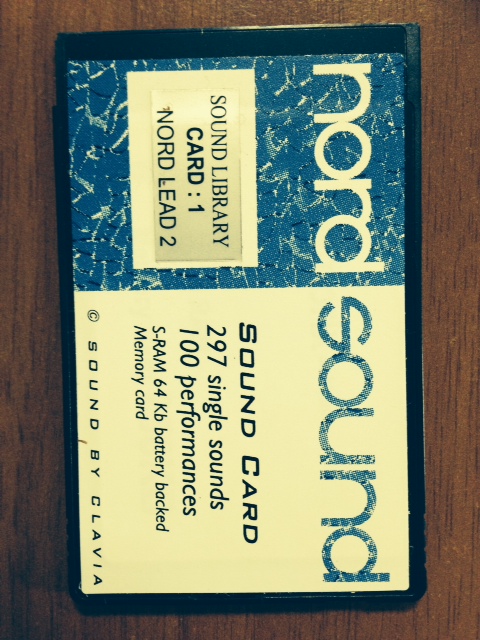 nord sound
SOUND LIBRARY
CARD : 1
NORD LEAD 2
SOUND CARD
297 single sounds
100 performances
S-RAM 64 Kb battery backed
Memory card
© SOUND BY CLAVIA